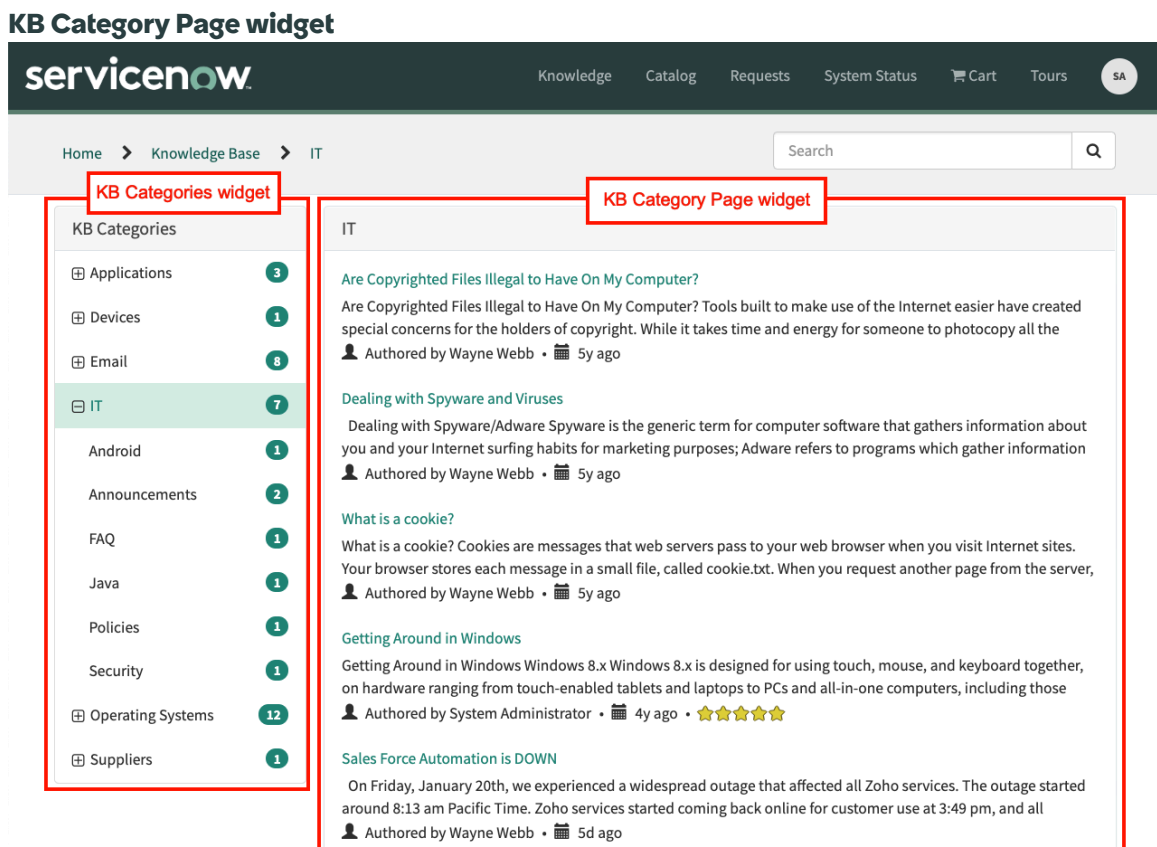 KB Category Page widget
servicenow
Knowledge Catalog Requests System Status Cart Tours SA
Home Knowledge Base IT
Search
KB Categories widget
KB Category Page widget
KB Categories
Applications 3
Devices 1
Email 8
IT 7
Android 1
Announcements 2
FAQ 1
Java 1
Policies 1
Security 1
Operating Systems 12
Suppliers 1
IT
Are Copyrighted Files Illegal to Have On My Computer?
Are Copyrighted Files Illegal to Have On My Computer? Tools built to make use of the Internet easier have created
special concerns for the holders of copyright. While it takes time and energy for someone to photocopy all the
Authored by Wayne Webb • 5y ago
Dealing with Spyware and Viruses
Dealing with Spyware/Adware Spyware is the generic term for computer software that gathers information about
you and your Internet surfing habits for marketing purposes; Adware refers to programs which gather information
Authored by Wayne Webb • 5y ago
What is a cookie?
What is a cookie? Cookies are messages that web servers pass to your web browser when you visit Internet sites.
Your browser stores each message in a small file, called cookie.txt. When you request another page from the server,
Authored by Wayne Webb • 5y ago
Getting Around in Windows
Getting Around in Windows Windows 8.x Windows 8.x is designed for using touch, mouse, and keyboard together,
on hardware ranging from touch-enabled tablets and laptops to PCs and all-in-one computers, including those
Authored by System Administrator • 4y ago •
Sales Force Automation is DOWN
On Friday, January 20th, we experienced a widespread outage that affected all Zoho services. The outage started
around 8:13 am Pacific Time. Zoho services started coming back online for customer use at 3:49 pm, and all
Authored by Wayne Webb • 5d ago